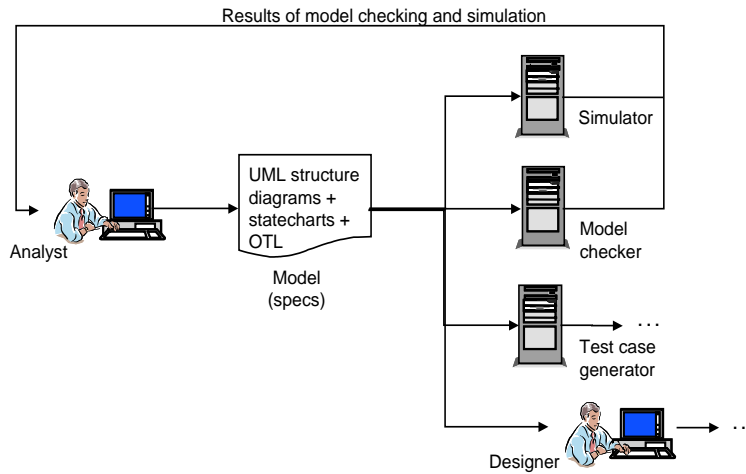 Results of model checking and simulation
Simulator
UML structure
diagrams +
statecharts +
OTL
Analyst
Model
checker
Model
(specs)
...
Test case
generator
Designer
..